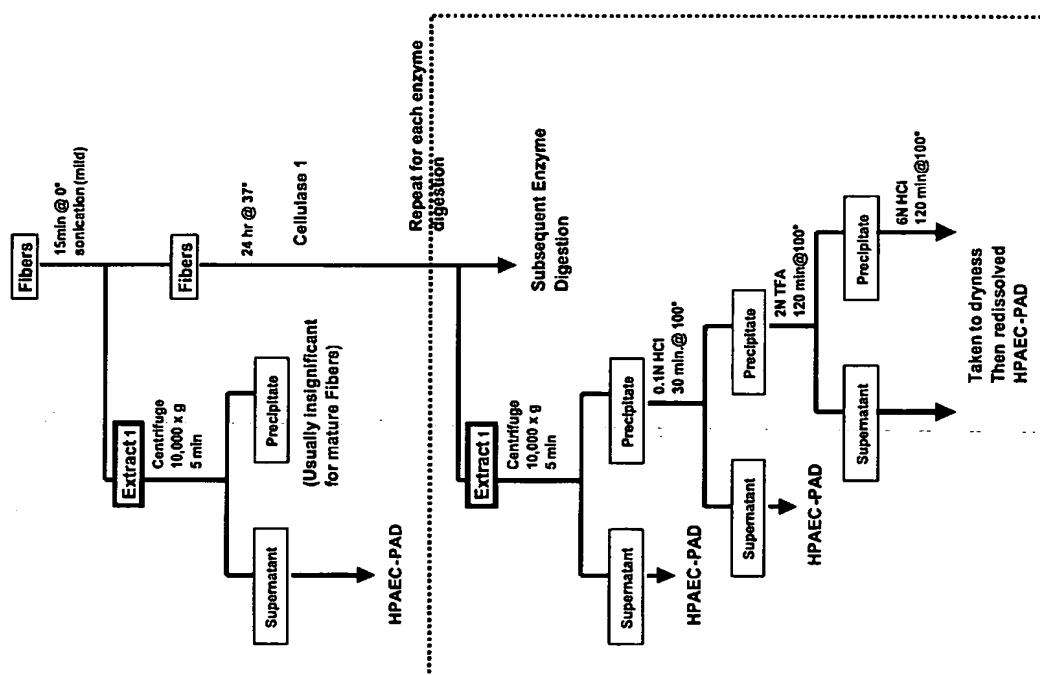 Fibers
15min @ 0°
sonication (mild)
Fibers
24 hr @ 37°
Cellulase 1
Extract 1
Centrifuge
10,000 x g
5 min
Supernatant
Precipitate
(Usually insignificant
for mature Fibers)
HPAEC-PAD
Repeat for each enzyme
digestion
Subsequent Enzyme
Digestion
Extract 1
Centrifuge
10,000 x g
5 min
Supernatant
HPAEC-PAD
Precipitate
0.1N HCl
30 min.@ 100°
Supernatant
HPAEC-PAD
Precipitate
2N TFA
120 min@100°
Supernatant
Precipitate
6N HCl
120 min@100°
Taken to dryness
Then redissolved
HPAEC-PAD